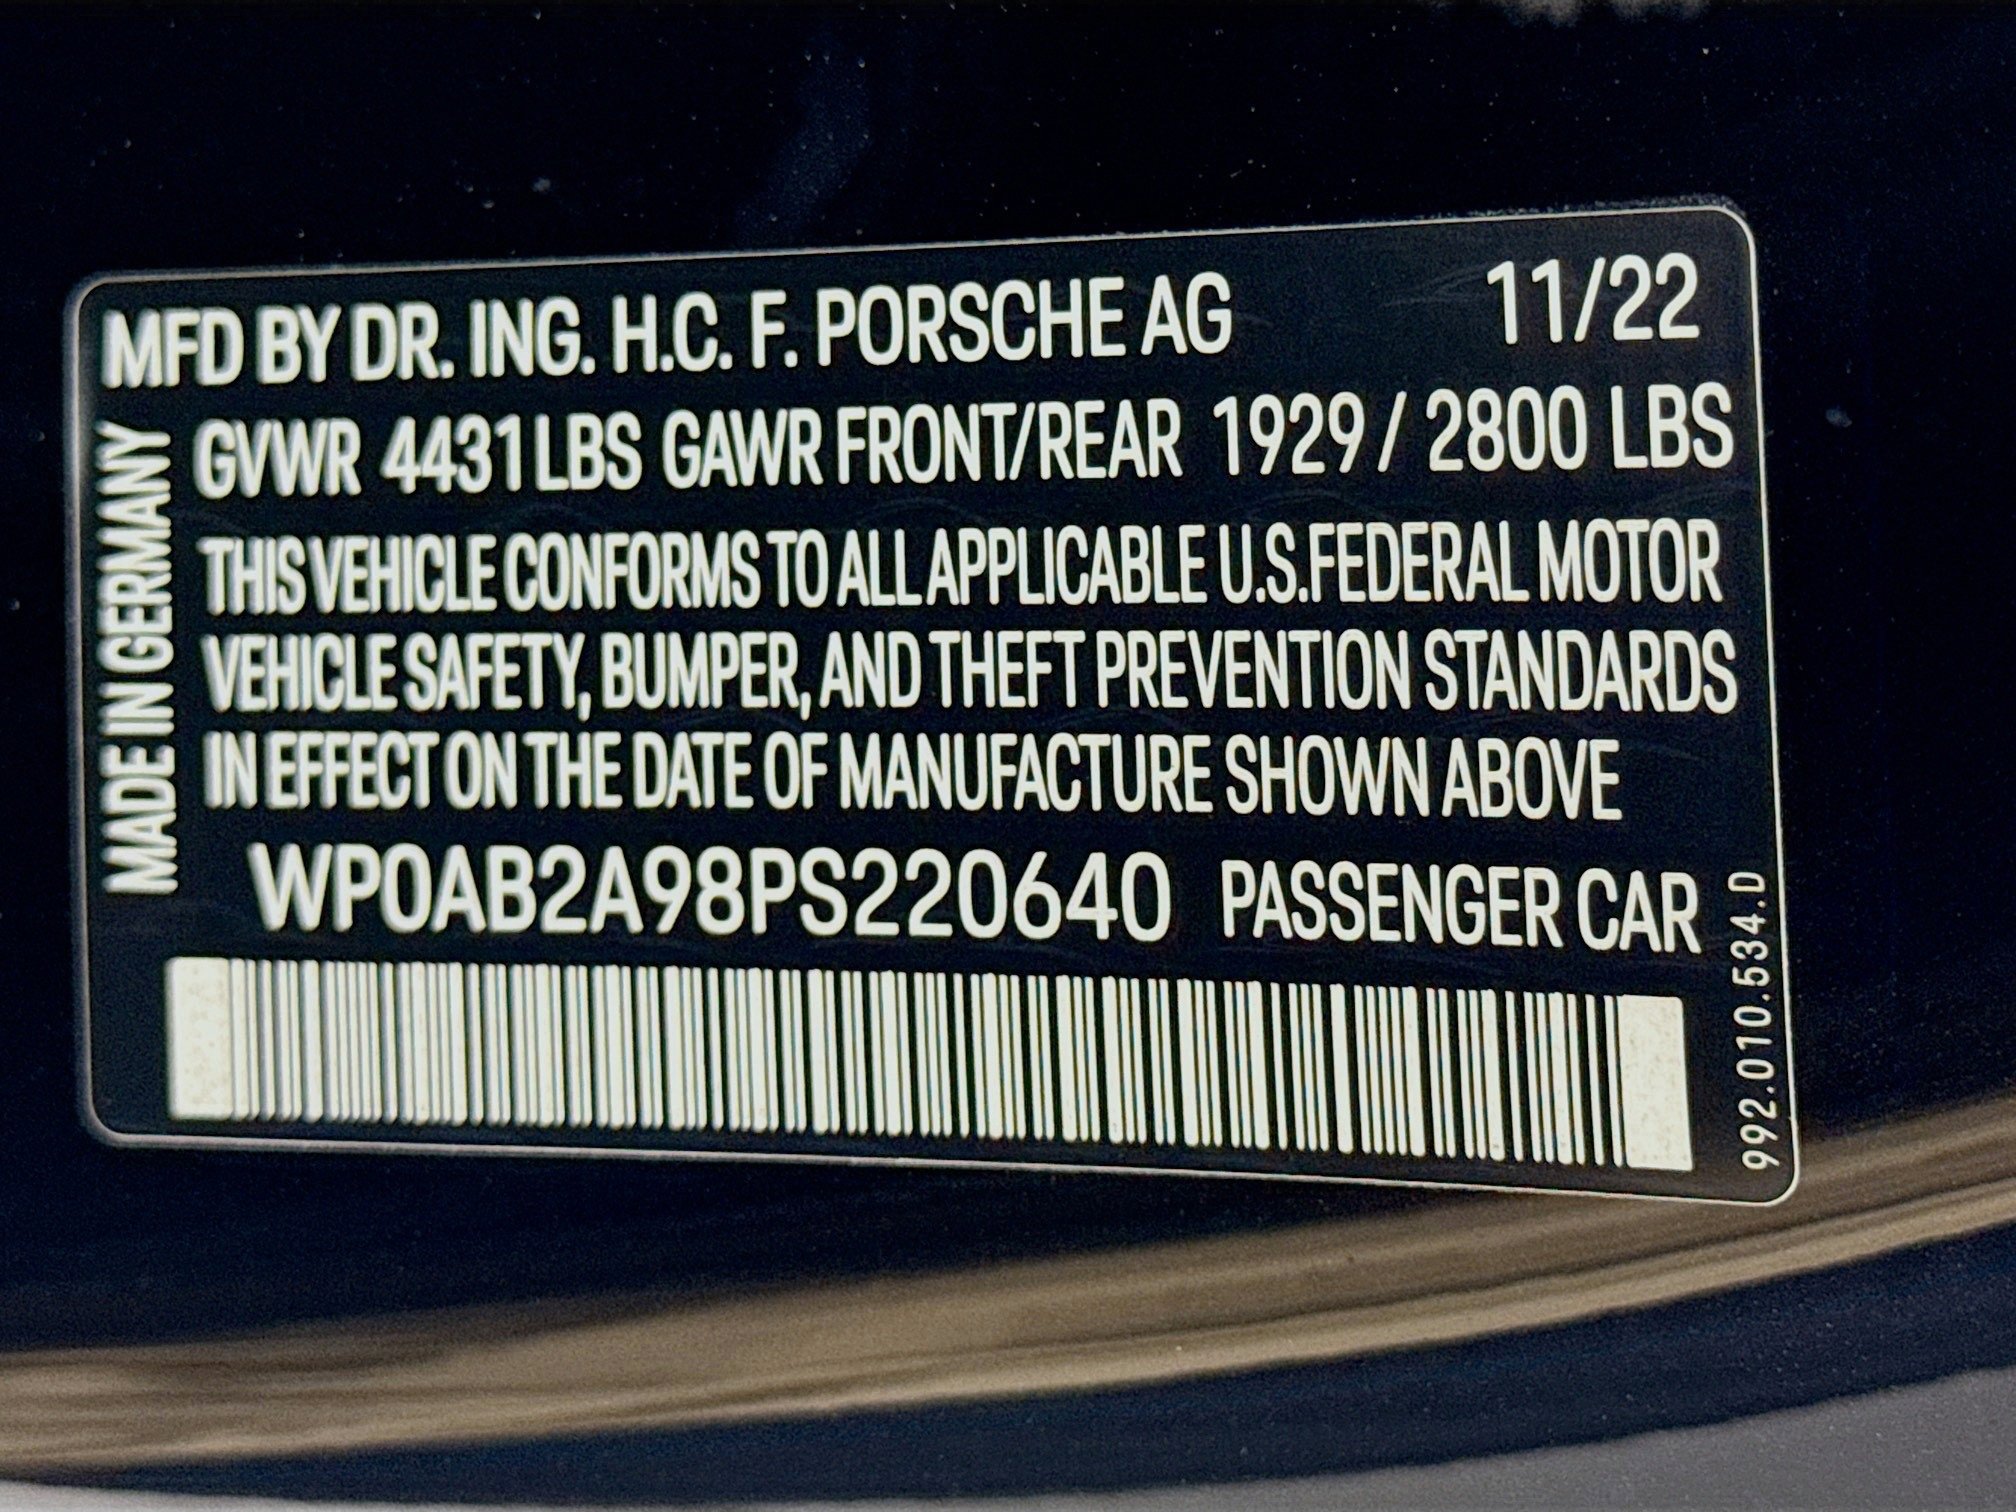 MFD BY DR. ING. H.C. F. PORSCHE AG 11/22
GVWR 4431 LBS GAWR FRONT/REAR 1929 / 2800 LBS
THIS VEHICLE CONFORMS TO ALL APPLICABLE U.S.FEDERAL MOTOR
VEHICLE SAFETY, BUMPER, AND THEFT PREVENTION STANDARDS
IN EFFECT ON THE DATE OF MANUFACTURE SHOWN ABOVE
WP0AB2A98PS220640 PASSENGER CAR
MADE IN GERMANY
992.010.534.D